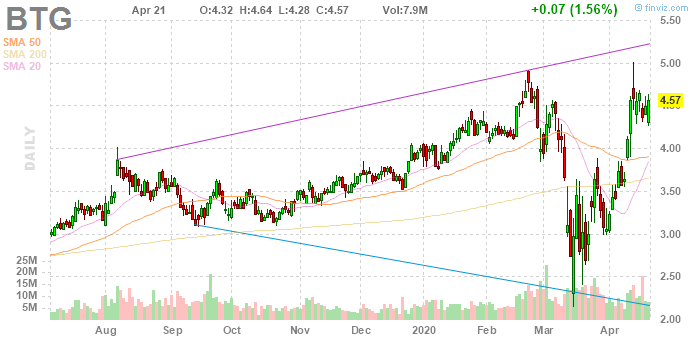 BTG
Apr 21 O:4.32 H:4.64 L:4.28 C:4.57 Vol:7.9M +0.07 (1.56%)
© finviz.com
SMA 50
SMA 200
SMA 20
DAILY
5.50
5.00
4.57
4.00
3.50
3.00
2.50
2.00
25M
20M
15M
10M
5M
Aug Sep Oct Nov Dec 2020 Feb Mar Apr